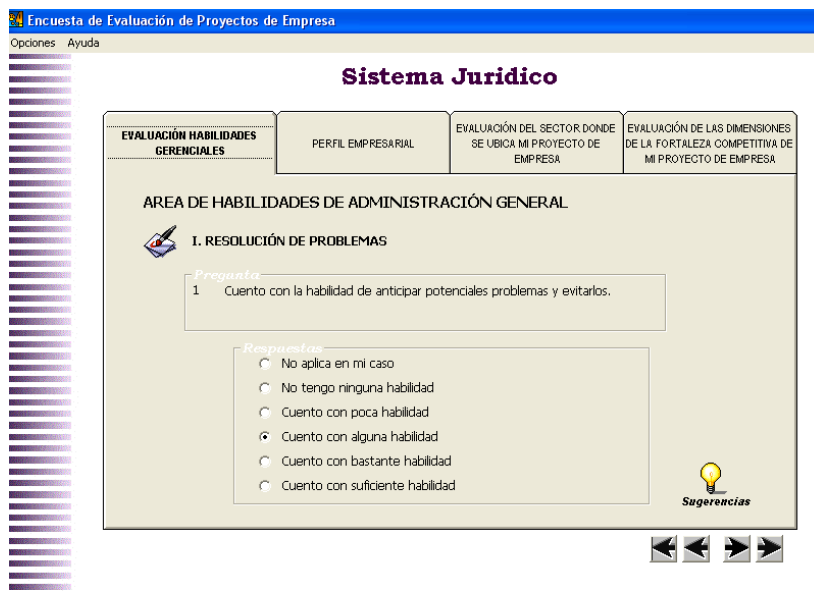 Encuesta de Evaluación de Proyectos de Empresa
Opciones Ayuda
Sistema Juridico
EVALUACIÓN HABILIDADES
GERENCIALES
PERFIL EMPRESARIAL
EVALUACIÓN DEL SECTOR DONDE
SE UBICA MI PROYECTO DE
EMPRESA
EVALUACIÓN DE LAS DIMENSIONES
DE LA FORTALEZA COMPETITIVA DE
MI PROYECTO DE EMPRESA
AREA DE HABILIDADES DE ADMINISTRACIÓN GENERAL
I. RESOLUCIÓN DE PROBLEMAS
Pregunta
1 Cuento con la habilidad de anticipar potenciales problemas y evitarlos.
Respuestas
No aplica en mi caso
No tengo ninguna habilidad
Cuento con poca habilidad
Cuento con alguna habilidad
Cuento con bastante habilidad
Cuento con suficiente habilidad
Sugerencias